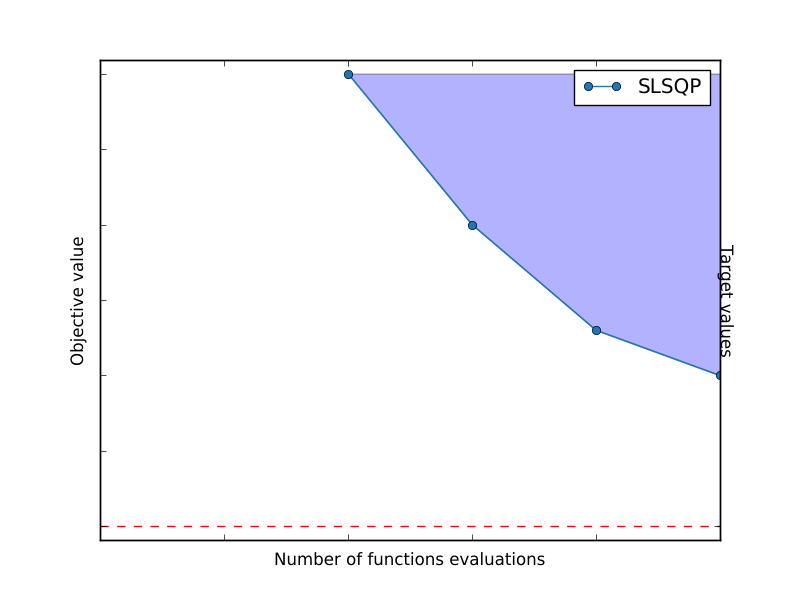 SLSQP
Objective value
Target values
Number of functions evaluations